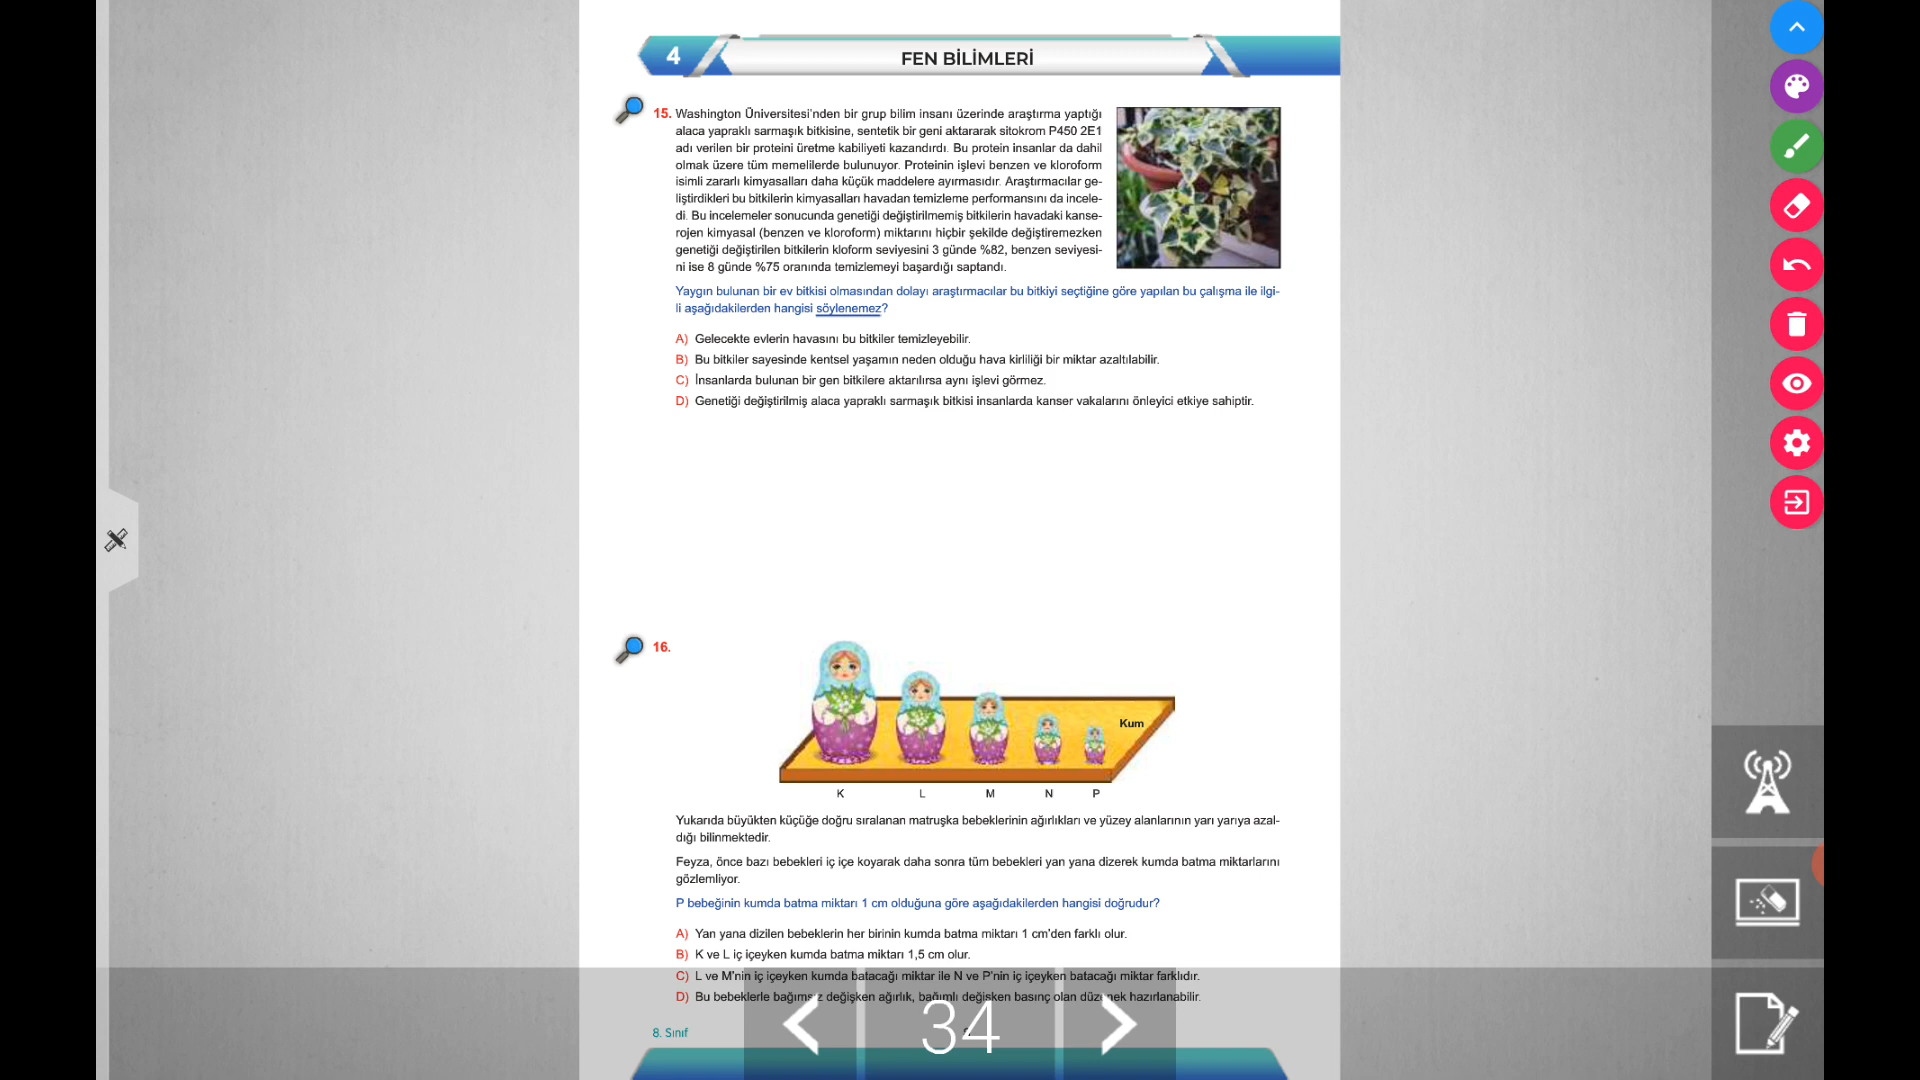 4
FEN BİLİMLERİ
15. Washington Üniversitesi'nden bir grup bilim insanı üzerinde araştırma yaptığı
alaca yapraklı sarmaşık bitkisine, sentetik bir geni aktararak sitokrom P450 2E1
adı verilen bir proteini üretme kabiliyeti kazandırdı. Bu protein insanlar da dahil
olmak üzere tüm memelilerde bulunuyor. Proteinin işlevi benzen ve kloroform
isimli zararlı kimyasalları daha küçük maddelere ayırmasıdır. Araştırmacılar ge-
liştirdikleri bu bitkilerin kimyasalları havadan temizleme performansını da incele-
di. Bu incelemeler sonucunda genetiği değiştirilmemiş bitkilerin havadaki kanse-
rojen kimyasal (benzen ve kloroform) miktarını hiçbir şekilde değiştiremezken
genetiği değiştirilen bitkilerin kloform seviyesini 3 günde %82, benzen seviyesi-
ni ise 8 günde %75 oranında temizlemeyi başardığı saptandı.
Yaygın bulunan bir ev bitkisi olmasından dolayı araştırmacılar bu bitkiyi seçtiğine göre yapılan bu çalışma ile ilgi-
li aşağıdakilerden hangisi söylenemez?
A) Gelecekte evlerin havasını bu bitkiler temizleyebilir.
B) Bu bitkiler sayesinde kentsel yaşamın neden olduğu hava kirliliği bir miktar azaltılabilir.
C) İnsanlarda bulunan bir gen bitkilere aktarılırsa aynı işlevi görmez.
D) Genetiği değiştirilmiş alaca yapraklı sarmaşık bitkisi insanlarda kanser vakalarını önleyici etkiye sahiptir.
16.
Kum
K L M N P
Yukarıda büyükten küçüğe doğru sıralanan matruşka bebeklerinin ağırlıkları ve yüzey alanlarının yarı yarıya azal-
dığı bilinmektedir.
Feyza, önce bazı bebekleri iç içe koyarak daha sonra tüm bebekleri yan yana dizerek kumda batma miktarlarını
gözlemliyor.
P bebeğinin kumda batma miktarı 1 cm olduğuna göre aşağıdakilerden hangisi doğrudur?
A) Yan yana dizilen bebeklerin her birinin kumda batma miktarı 1 cm'den farklı olur.
B) K ve L iç içeyken kumda batma miktarı 1,5 cm olur.
C) L ve M'nin iç içeyken kumda batacağı miktar ile N ve P'nin iç içeyken batacağı miktar farklıdır.
D) Bu bebeklerle bağımsız değişken ağırlık, bağımlı değişken basınç olan düzenek hazırlanabilir.
8. Sınıf
34